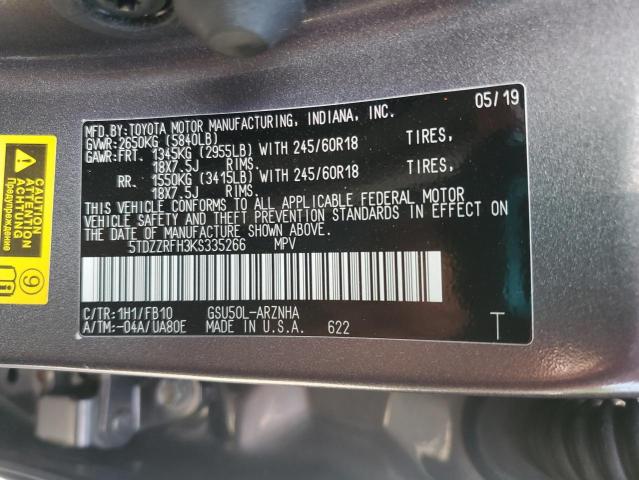 05/19
MFD.BY:TOYOTA MOTOR MANUFACTURING, INDIANA, INC.
GVWR:2650KG (5840LB)
GAWR:FRT. 1345KG (2955LB) WITH 245/60R18 TIRES,
18X7.5J RIMS,
RR. 1550KG (3415LB) WITH 245/60R18 TIRES,
18X7.5J RIMS.
THIS VEHICLE CONFORMS TO ALL APPLICABLE FEDERAL MOTOR
VEHICLE SAFETY AND THEFT PREVENTION STANDARDS IN EFFECT ON
THE DATE OF MANUFACTURE SHOWN ABOVE.
5TDZZRFH3KS335266 MPV
C/TR:1H1/FB10 GSU50L-ARZNHA
A/TM:-04A/UA80E MADE IN U.S.A. 622 T
CAUTION
ATTENTION
ACHTUNG
Предупреждение
9